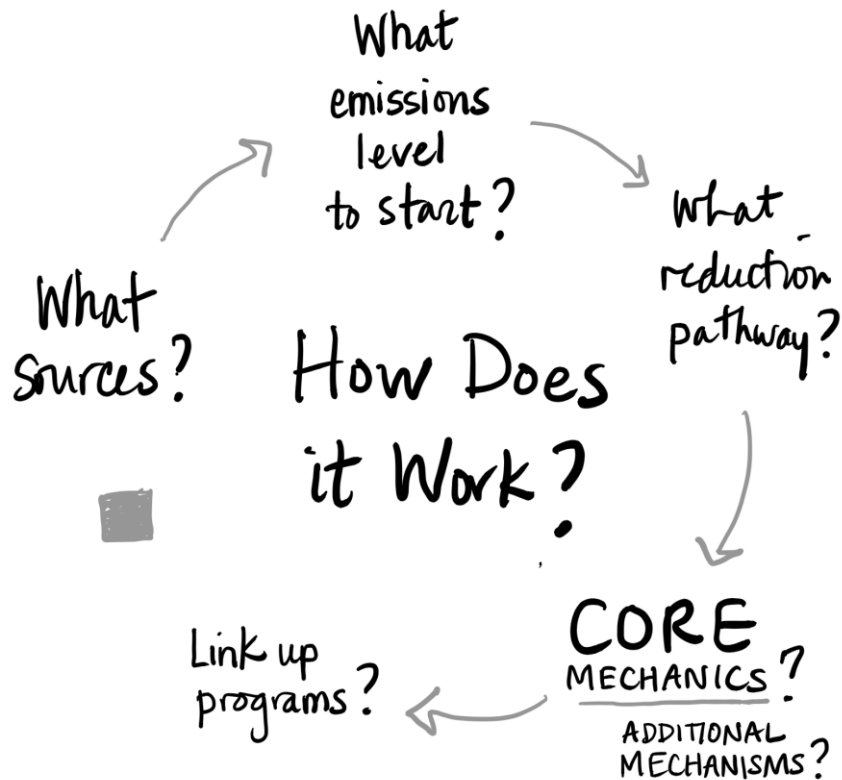 What
emissions
level
to start?
What
reduction
pathway?
What
sources?
How Does
it Work?
CORE
MECHANICS?
ADDITIONAL
MECHANISMS?
Link up
programs?